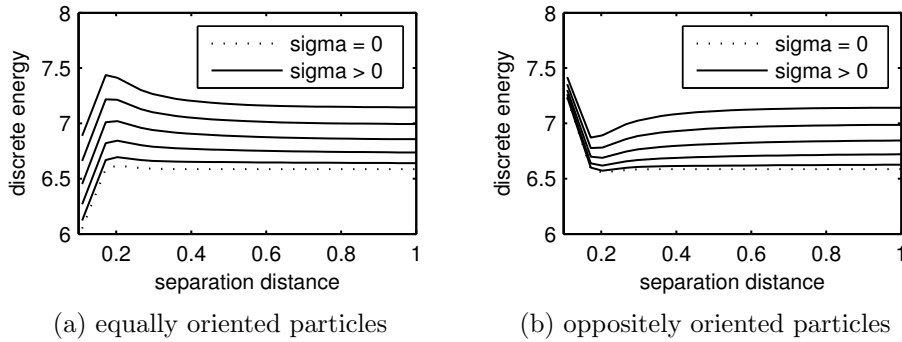 8
7.5
7
6.5
6
discrete energy
sigma = 0
sigma > 0
0.2 0.4 0.6 0.8 1
separation distance
(a) equally oriented particles
8
7.5
7
6.5
6
discrete energy
sigma = 0
sigma > 0
0.2 0.4 0.6 0.8 1
separation distance
(b) oppositely oriented particles